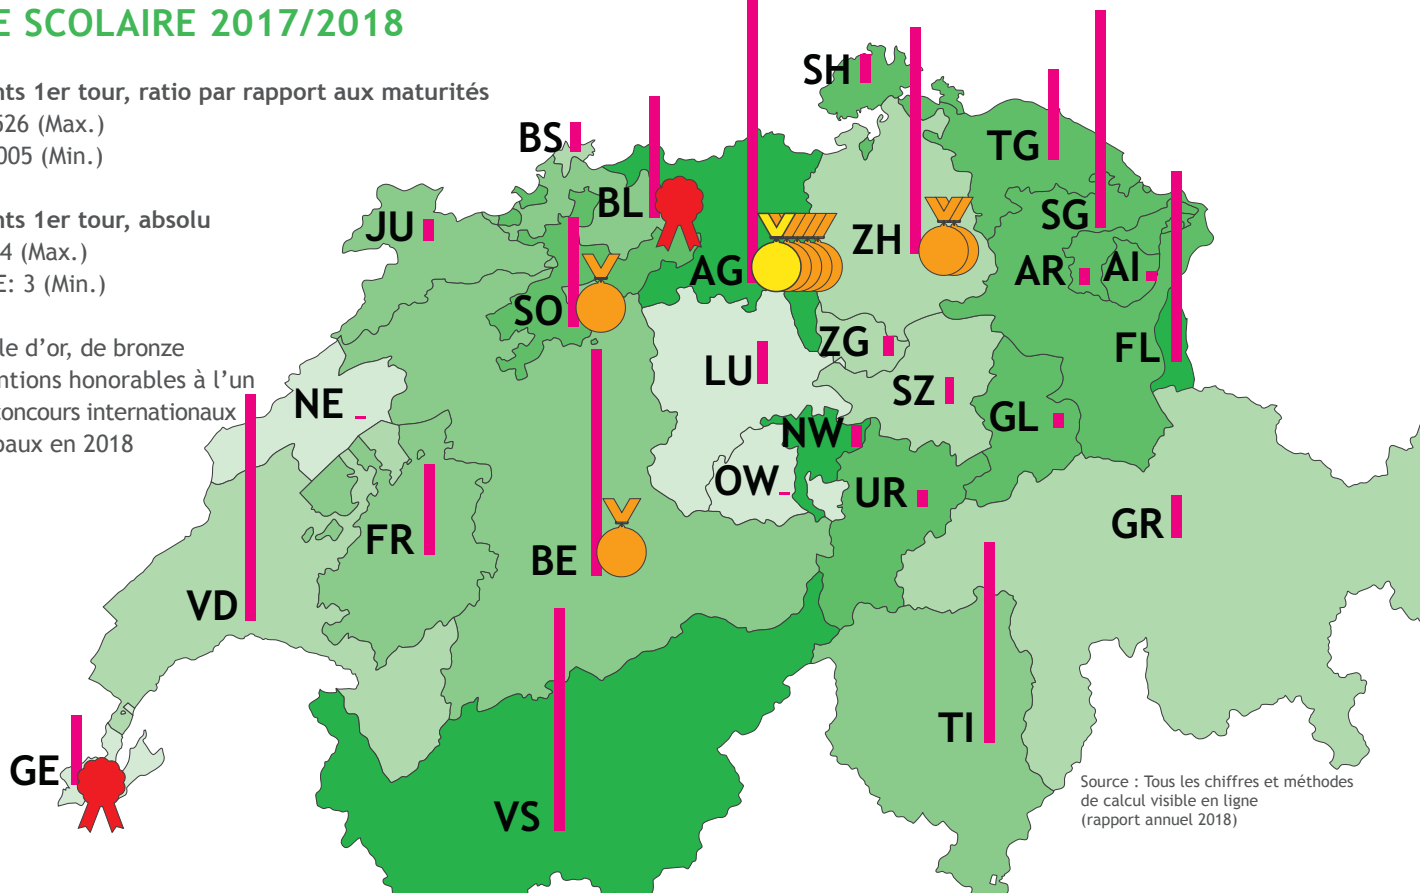 E SCOLAIRE 2017/2018
nts 1er tour, ratio par rapport aux maturités
526 (Max.)
005 (Min.)
nts 1er tour, absolu
4 (Max.)
E: 3 (Min.)
le d’or, de bronze
ntions honorables à l’un
concours internationaux
paux en 2018
SH
BS
TG
BL
JU
SG
ZH
AG
AR
AI
SO
ZG
FL
LU
SZ
NE
GL
NW
OW
UR
FR
GR
BE
VD
TI
GE
VS
Source : Tous les chiffres et méthodes
de calcul visible en ligne
(rapport annuel 2018)